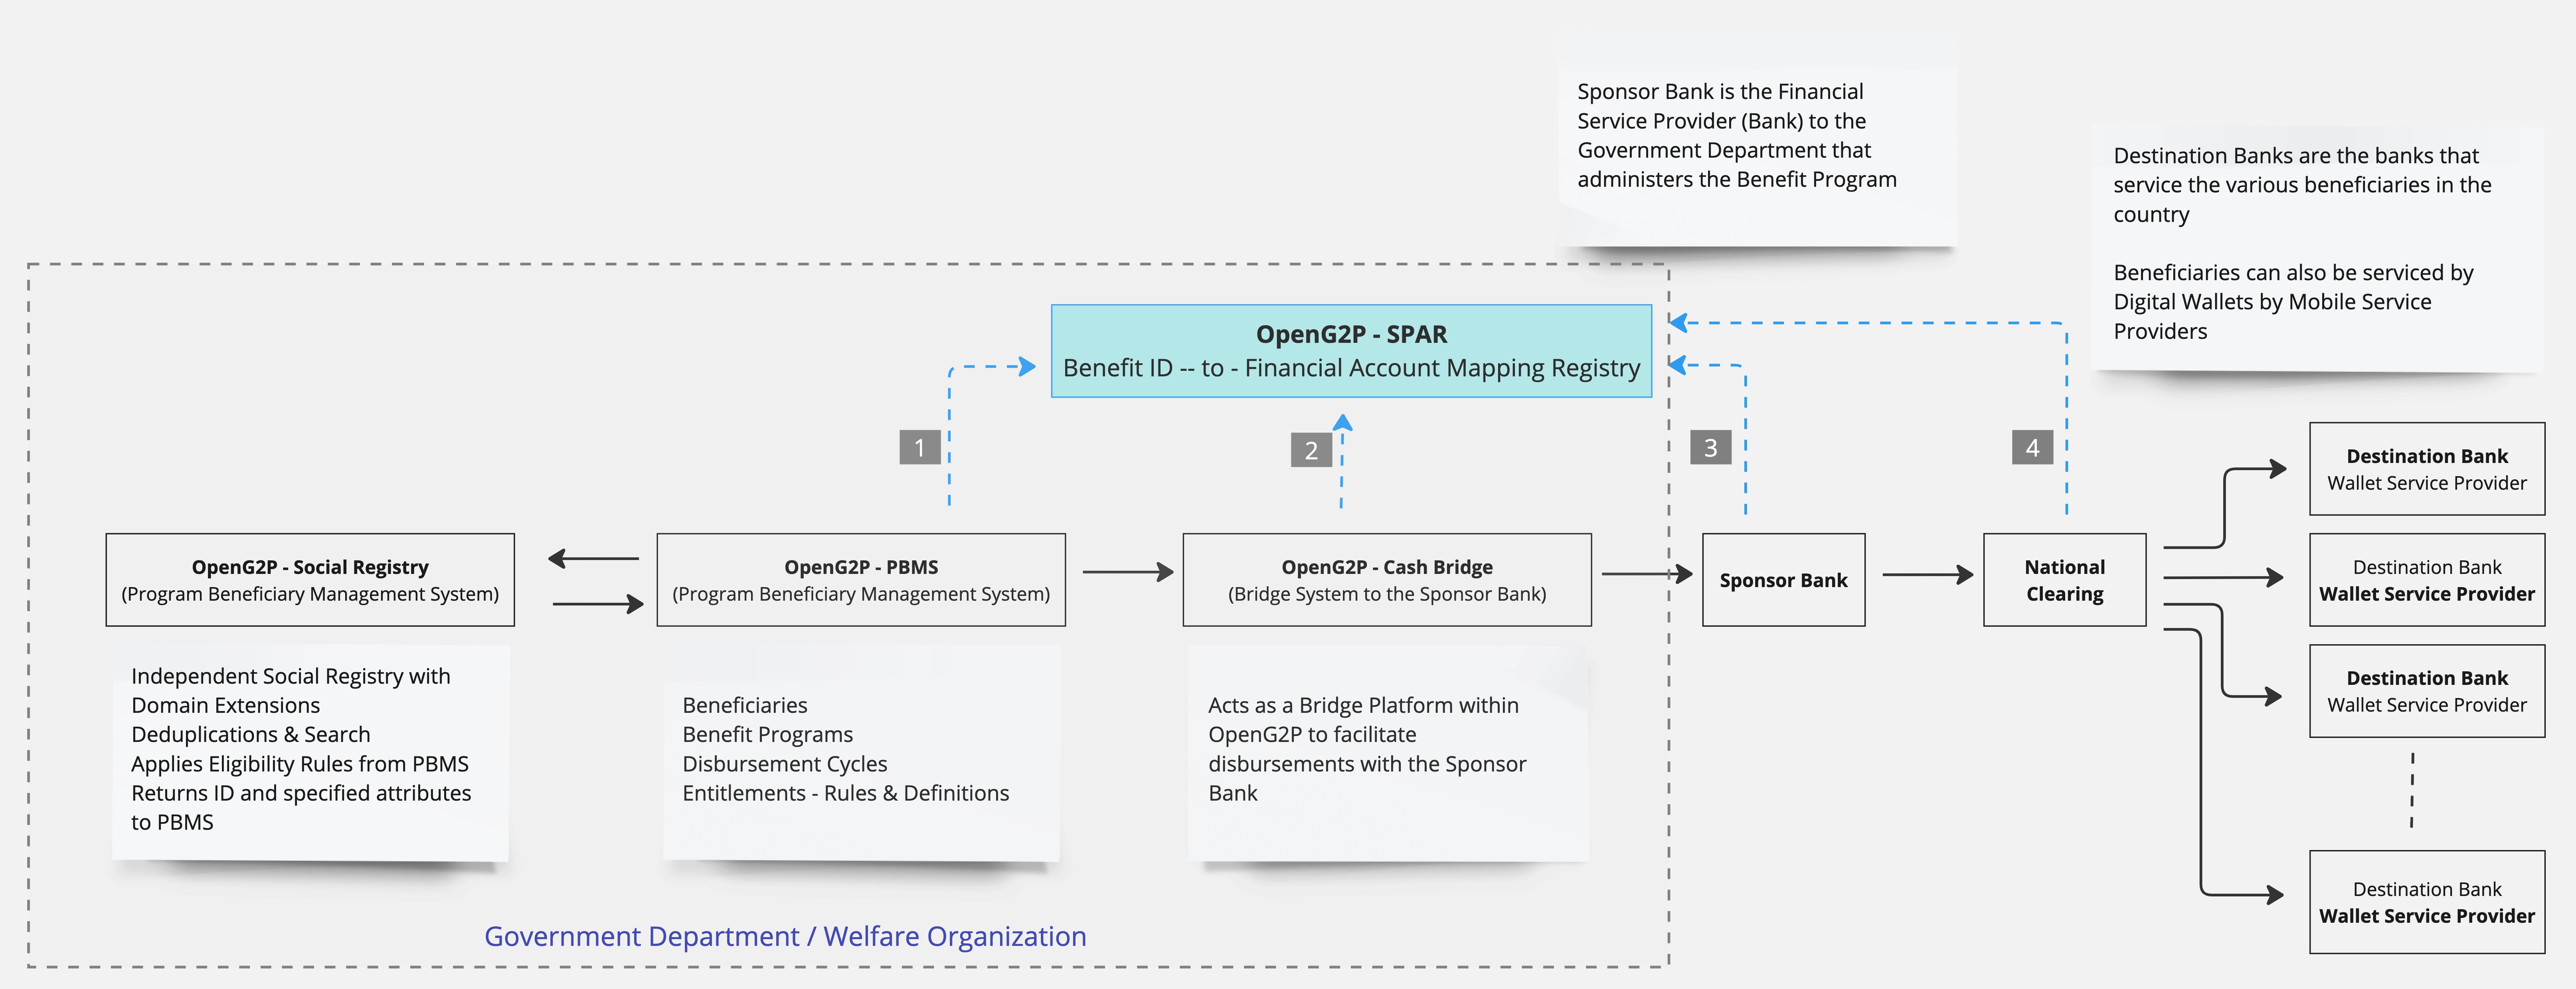 Sponsor Bank is the Financial
Service Provider (Bank) to the
Government Department that
administers the Benefit Program
Destination Banks are the banks that
service the various beneficiaries in the
country
Beneficiaries can also be serviced by
Digital Wallets by Mobile Service
Providers
OpenG2P - SPAR
Benefit ID -- to - Financial Account Mapping Registry
1
2
3
4
OpenG2P - Social Registry
(Program Beneficiary Management System)
OpenG2P - PBMS
(Program Beneficiary Management System)
OpenG2P - Cash Bridge
(Bridge System to the Sponsor Bank)
Sponsor Bank
National
Clearing
Destination Bank
Wallet Service Provider
Destination Bank
Wallet Service Provider
Destination Bank
Wallet Service Provider
Destination Bank
Wallet Service Provider
Independent Social Registry with
Domain Extensions
Deduplications & Search
Applies Eligibility Rules from PBMS
Returns ID and specified attributes
to PBMS
Beneficiaries
Benefit Programs
Disbursement Cycles
Entitlements - Rules & Definitions
Acts as a Bridge Platform within
OpenG2P to facilitate
disbursements with the Sponsor
Bank
Government Department / Welfare Organization